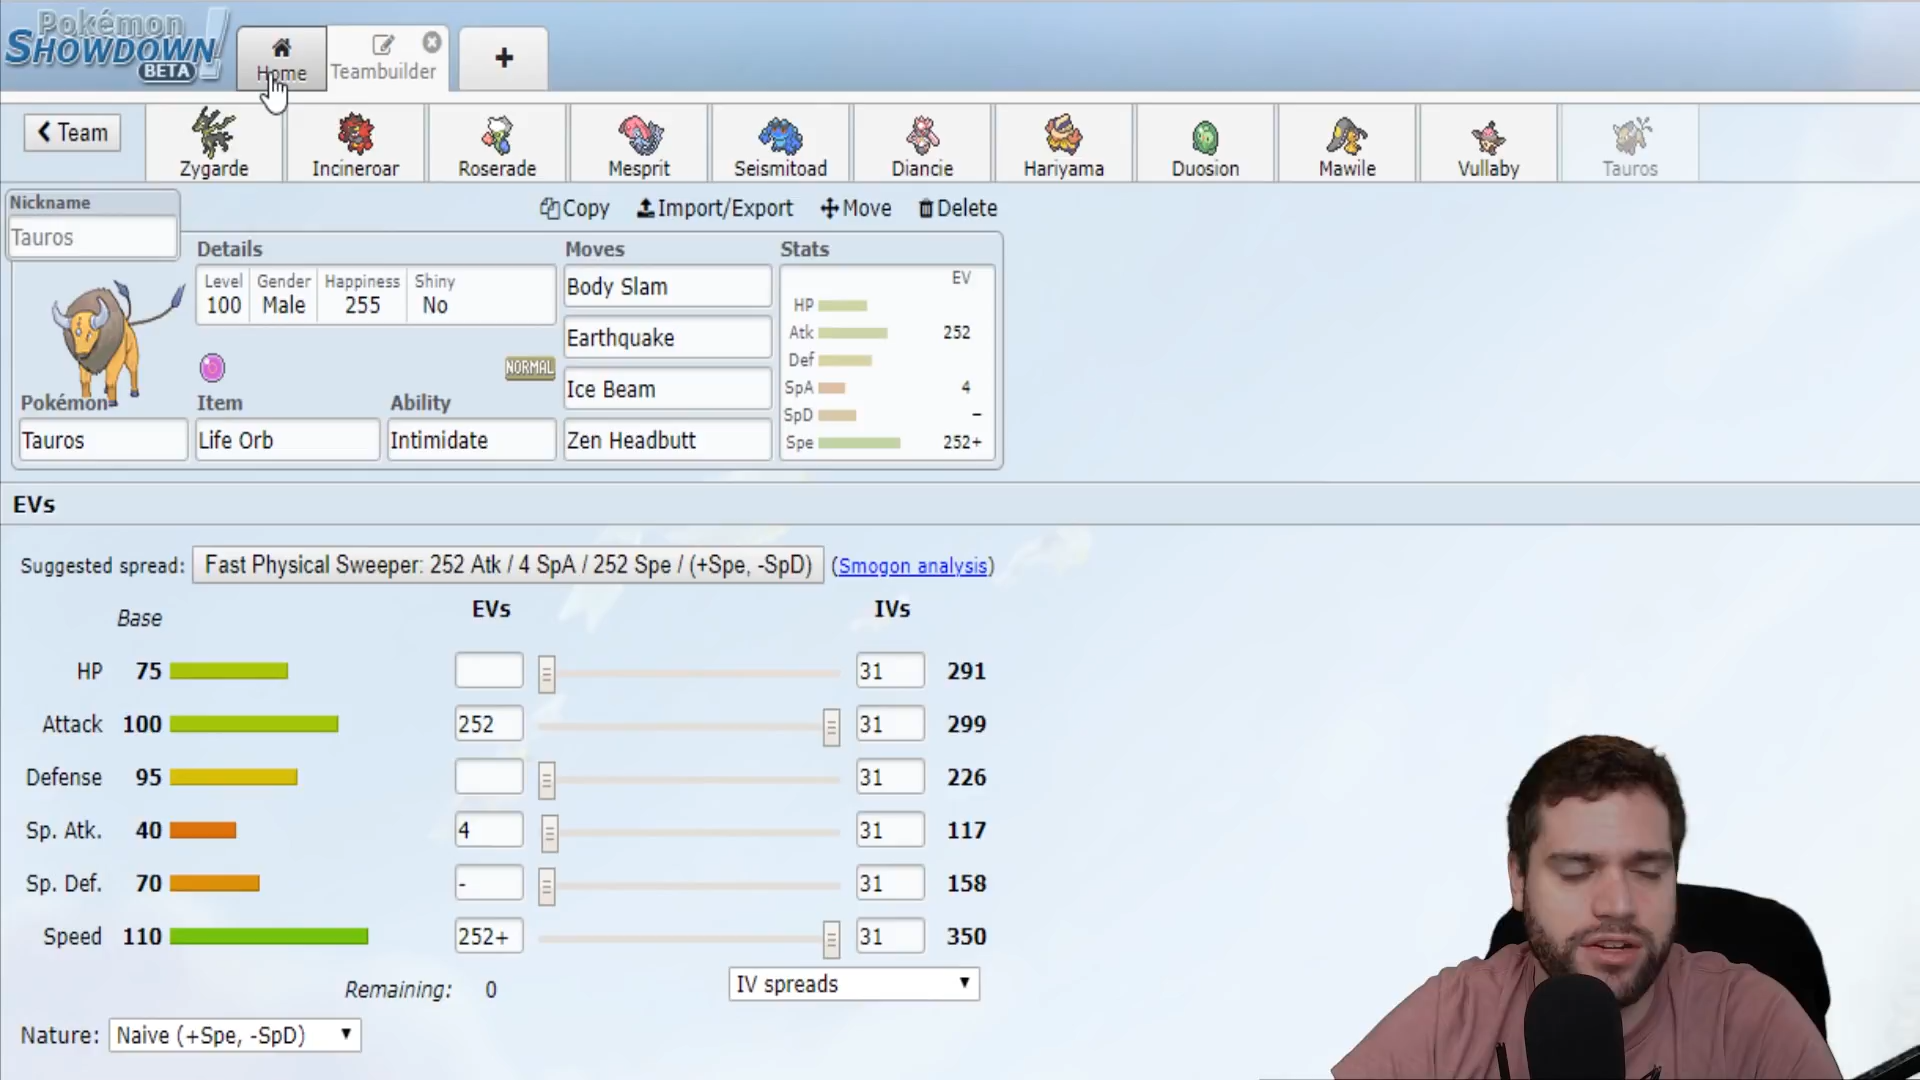 Pokémon
SHOWDOWN!
BETA
Home
Teambuilder
+
Team
Zygarde
Incineroar
Roserade
Mesprit
Seismitoad
Diancie
Hariyama
Duosion
Mawile
Vullaby
Tauros
Nickname
Tauros
Copy
Import/Export
Move
Delete
Details
Moves
Stats
Level
Gender
Happiness
Shiny
100
Male
255
No
Body Slam
Earthquake
Ice Beam
Zen Headbutt
EV
HP
Atk 252
Def
SpA 4
SpD –
Spe 252+
NORMAL
Pokémon
Item
Ability
Tauros
Life Orb
Intimidate
EVs
Suggested spread: Fast Physical Sweeper: 252 Atk / 4 SpA / 252 Spe / (+Spe, -SpD) (Smogon analysis)
Base EVs IVs
HP 75 31 291
Attack 100 252 31 299
Defense 95 31 226
Sp. Atk. 40 4 31 117
Sp. Def. 70 - 31 158
Speed 110 252+ 31 350
Remaining: 0
IV spreads
Nature: Naive (+Spe, -SpD)